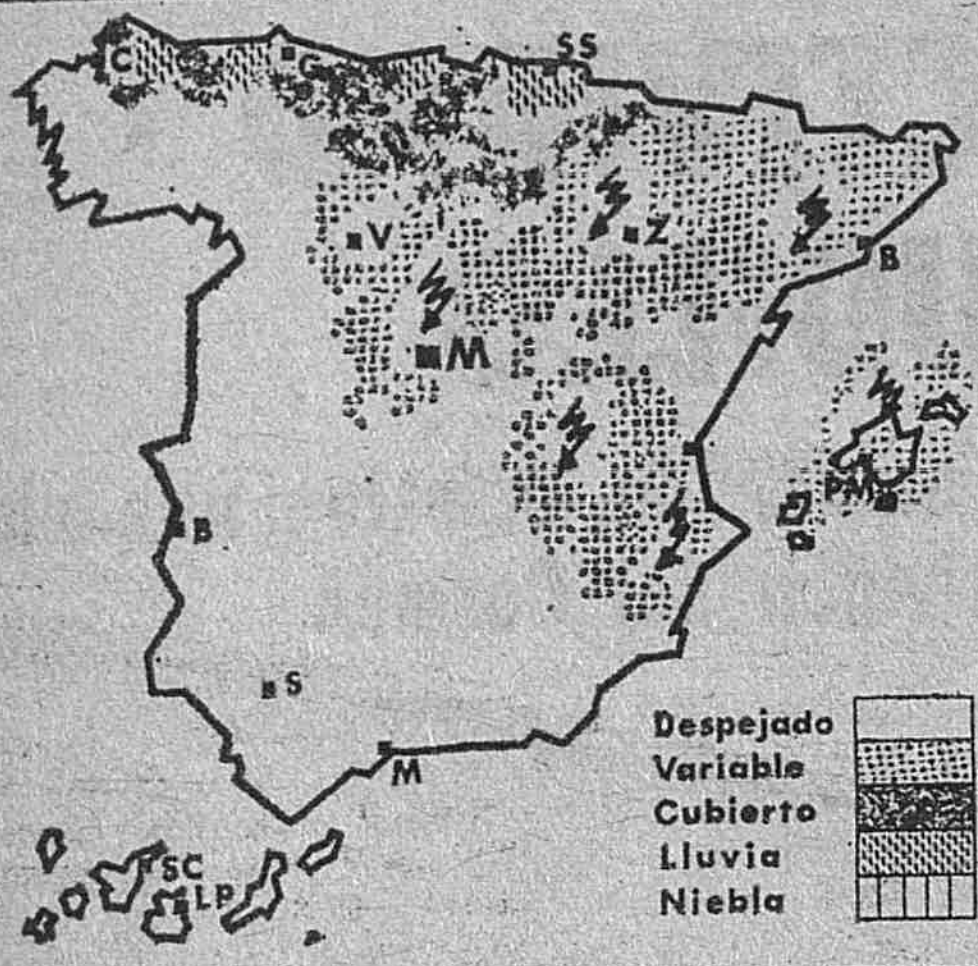 C
G
SS
V
Z
B
M
PM
B
S
M
SC
LP
Despejado
Variable
Cubierto
Lluvia
Niebla